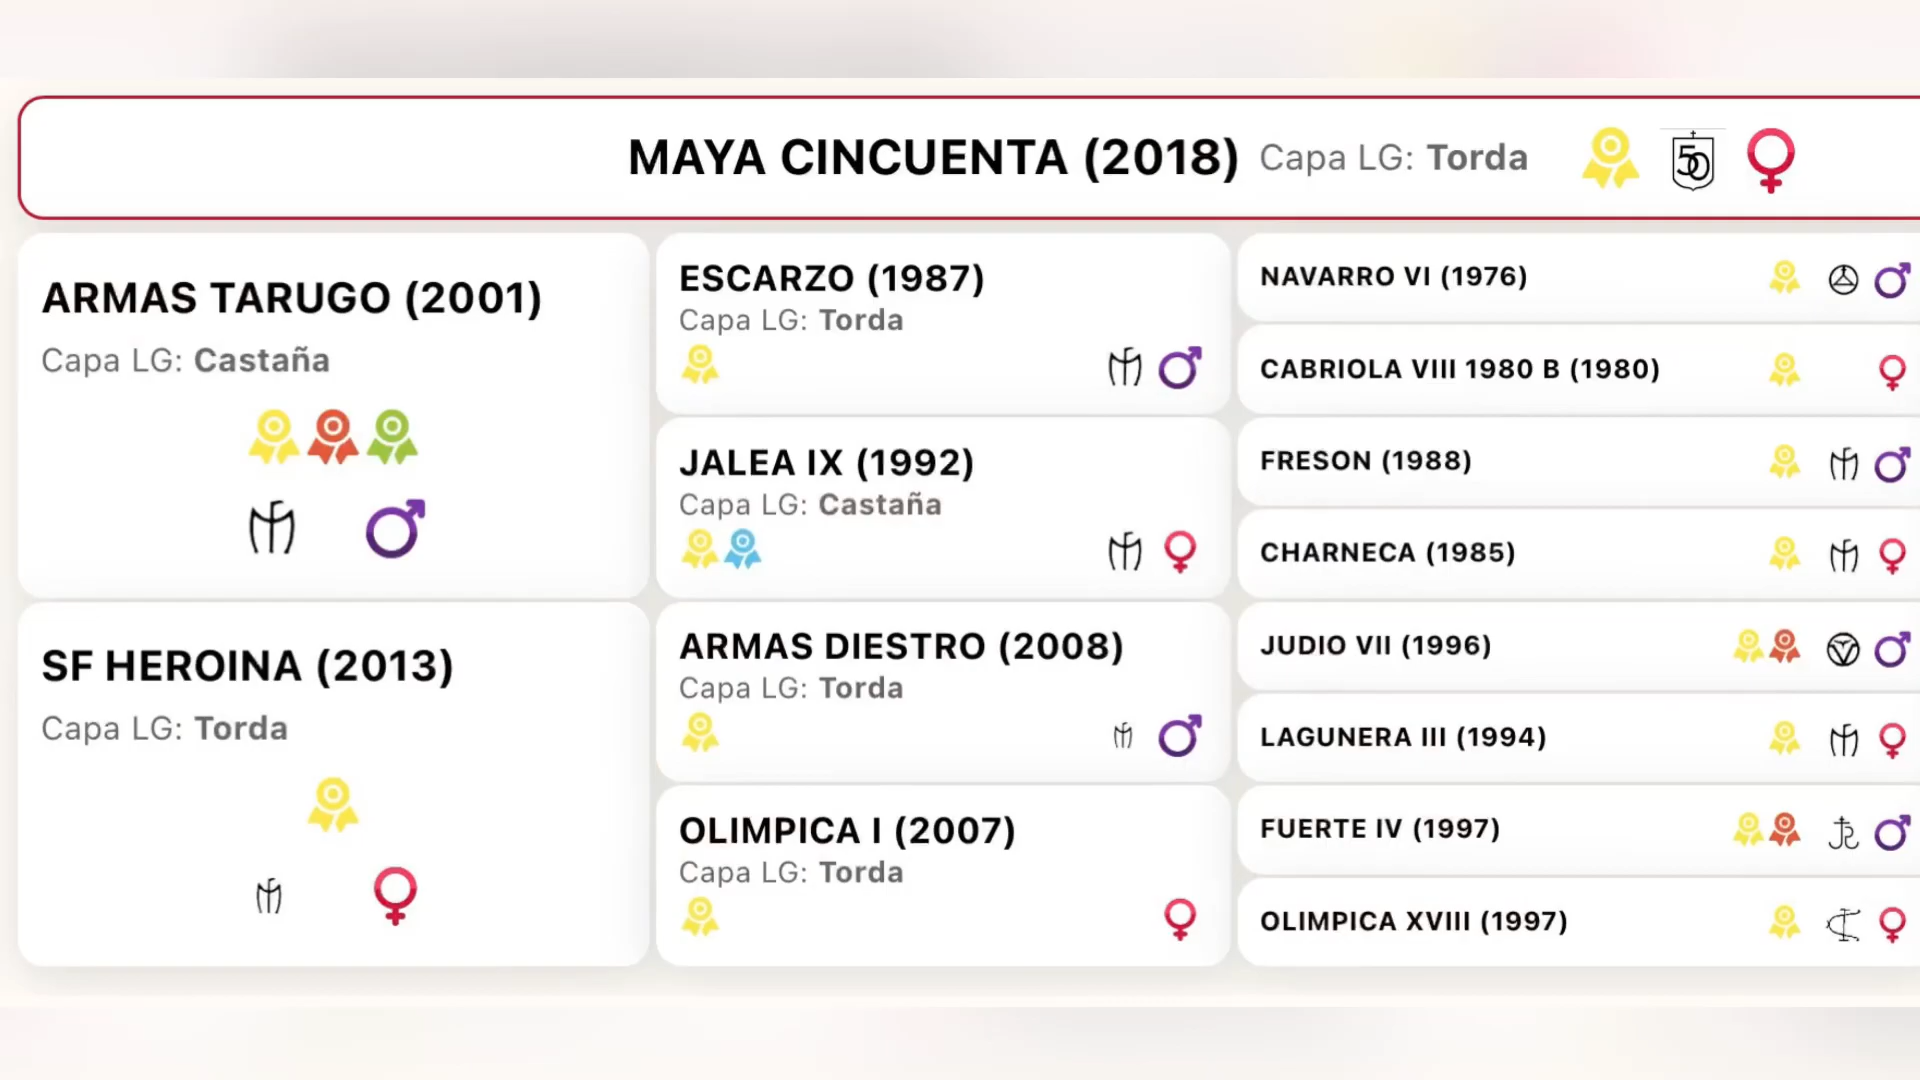 MAYA CINCUENTA (2018) Capa LG: Torda
50
ARMAS TARUGO (2001)
Capa LG: Castaña
SF HEROINA (2013)
Capa LG: Torda
ESCARZO (1987)
Capa LG: Torda
JALEA IX (1992)
Capa LG: Castaña
ARMAS DIESTRO (2008)
Capa LG: Torda
OLIMPICA I (2007)
Capa LG: Torda
NAVARRO VI (1976)
CABRIOLA VIII 1980 B (1980)
FRESON (1988)
CHARNECA (1985)
JUDIO VII (1996)
LAGUNERA III (1994)
FUERTE IV (1997)
OLIMPICA XVIII (1997)